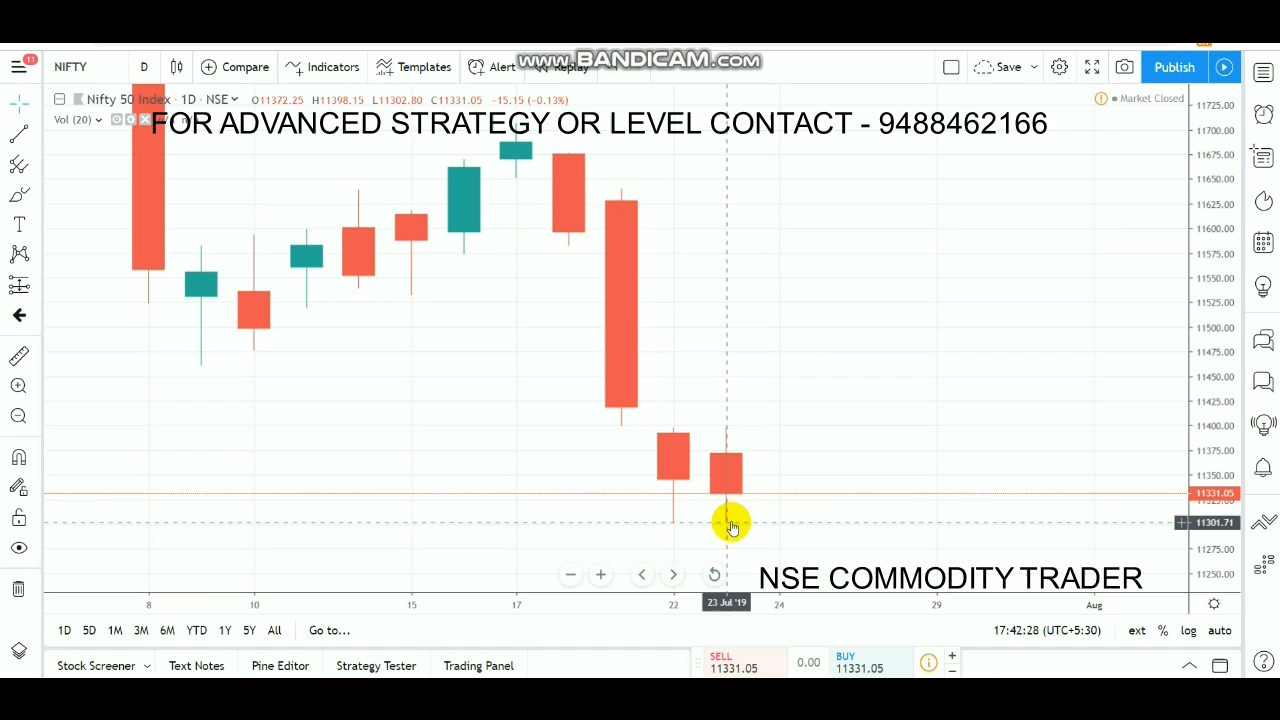 www.BANDICAM.com
11
NIFTY
D
Compare
Indicators
Templates
Alert
Replay
Save
Publish
Nifty 50 Index · 1D · NSE
O11372.25 H11398.15 L11302.80 C11331.05 −15.15 (−0.13%)
Market Closed
Vol (20)
FOR ADVANCED STRATEGY OR LEVEL CONTACT - 9488462166
11725.00
11700.00
11675.00
11650.00
11625.00
11600.00
11575.00
11550.00
11525.00
11500.00
11475.00
11450.00
11425.00
11400.00
11375.00
11350.00
11331.05
11325.00
11301.71
11275.00
11250.00
NSE COMMODITY TRADER
8 10 15 17 22 23 Jul '19 24 29 Aug
1D 5D 1M 3M 6M YTD 1Y 5Y All Go to...
17:42:28 (UTC+5:30) ext % log auto
Stock Screener Text Notes Pine Editor Strategy Tester Trading Panel
SELL
11331.05
0.00
BUY
11331.05